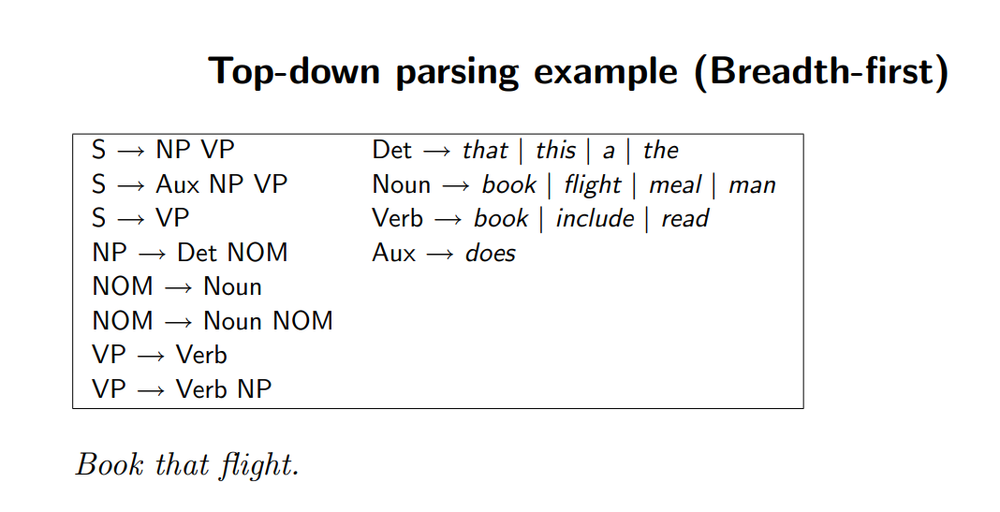 Top-down parsing example (Breadth-first)
S → NP VP Det → that | this | a | the
S → Aux NP VP Noun → book | flight | meal | man
S → VP Verb → book | include | read
NP → Det NOM Aux → does
NOM → Noun
NOM → Noun NOM
VP → Verb
VP → Verb NP
Book that flight.